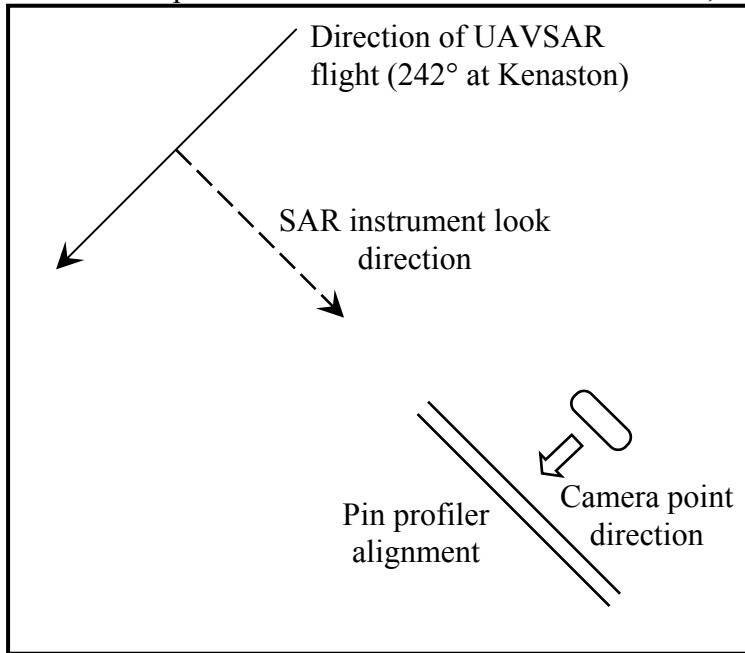 Direction of UAVSAR
flight (242° at Kenaston)
SAR instrument look
direction
Pin profiler
alignment
Camera point
direction